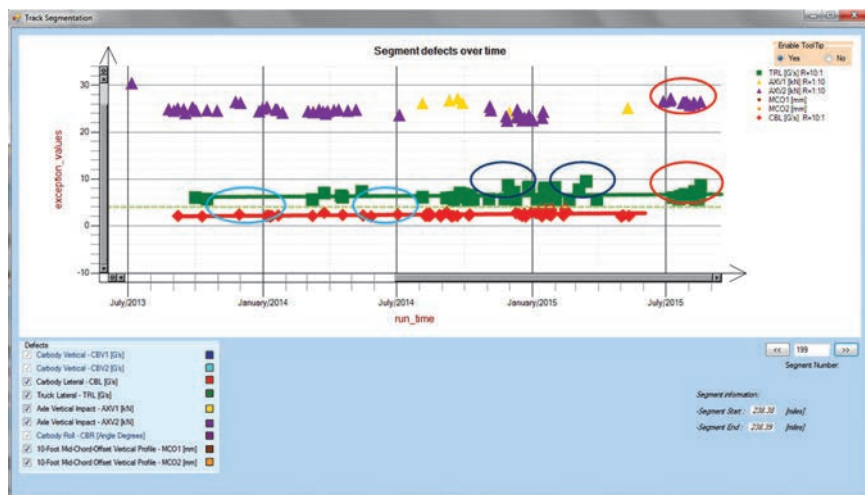 Track Segmentation
Segment defects over time
Enable ToolTip
Yes
No
TRL [G's] R=10:1
AXV1 [kN] R=1:10
AXV2 [kN] R=1:10
MCO1 [mm]
MCO2 [mm]
CBL [G's] R=10:1
exception_values
30
20
10
0
-10
July/2013
January/2014
July/2014
January/2015
July/2015
run_time
Defects
Carbody Vertical - CBV1 [G's]
Carbody Vertical - CBV2 [G's]
Carbody Lateral - CBL [G's]
Truck Lateral - TRL [G's]
Axle Vertical Impact - AXV1 [kN]
Axle Vertical Impact - AXV2 [kN]
Carbody Roll - CBR [Angle Degrees]
10-Foot Mid-Chord-Offset Vertical Profile - MCO1 [mm]
10-Foot Mid-Chord Offset Vertical Profile - MCO2 [mm]
<< 199 >>
Segment Number:
Segment information:
-Segment Start : 238.38 [miles]
-Segment End : 238.39 [miles]